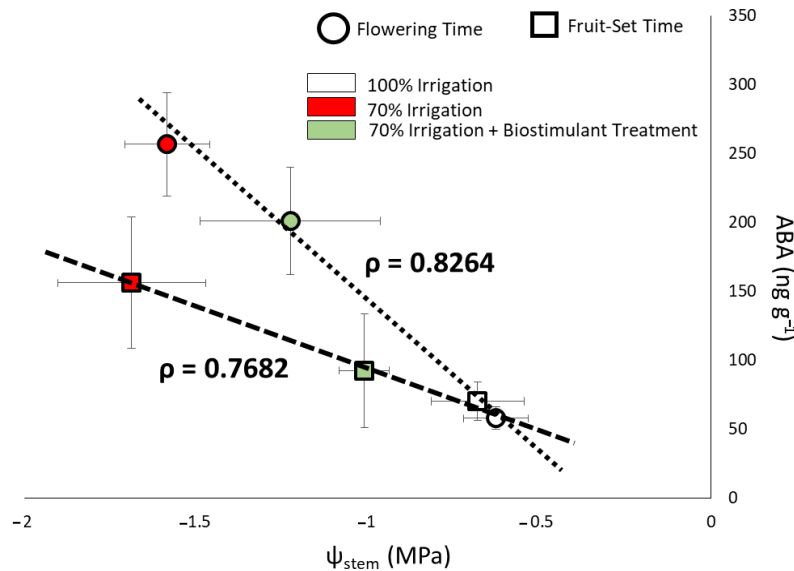 Flowering Time
Fruit-Set Time
100% Irrigation
70% Irrigation
70% Irrigation + Biostimulant Treatment
350
300
250
200
150
100
50
0
ABA (ng g⁻¹)
ρ = 0.8264
ρ = 0.7682
−2
−1.5
−1
−0.5
0
ψstem (MPa)